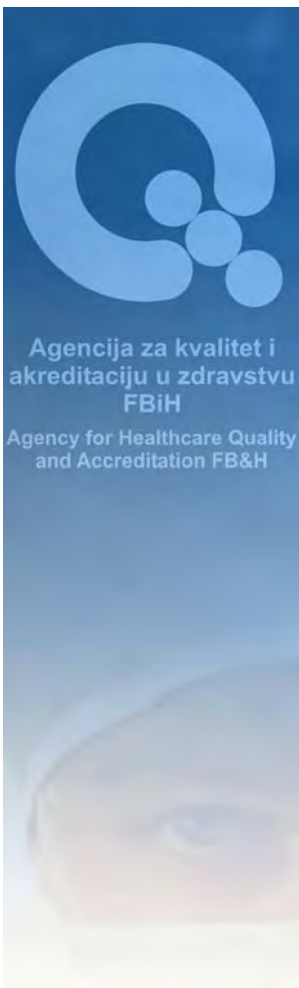 Agencija za kvalitet i
akreditaciju u zdravstvu
FBiH
Agency for Healthcare Quality
and Accreditation FB&H